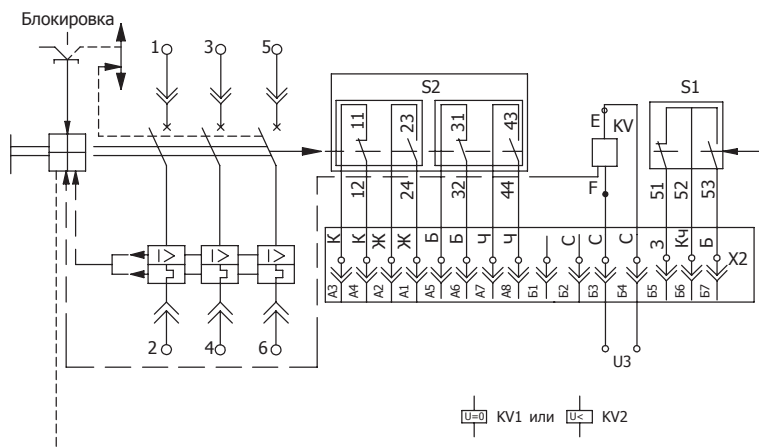 Блокировка
1 3 5
S2
S1
11 23 31 43
E KV
F
12 24 32 44
51 52 53
К К Ж Ж Б Б Ч Ч С С С З Кч Б
X2
А3 А4 А2 А1 А5 А6 А7 А8 Б1 Б2 Б3 Б4 Б5 Б6 Б7
I> I> I>
2 4 6
U3
U=0 KV1 или U< KV2